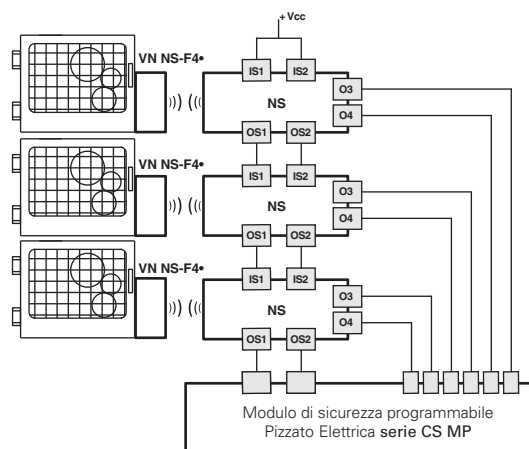 +Vcc
VN NS-F4•
IS1 IS2
O3
NS
O4
OS1 OS2
VN NS-F4•
IS1 IS2
O3
NS
O4
OS1 OS2
VN NS-F4•
IS1 IS2
O3
NS
O4
OS1 OS2
Modulo di sicurezza programmabile
Pizzato Elettrica serie CS MP